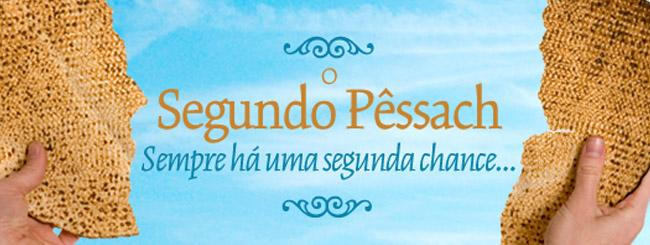 O
Segundo Pêssach
Sempre há uma segunda chance...